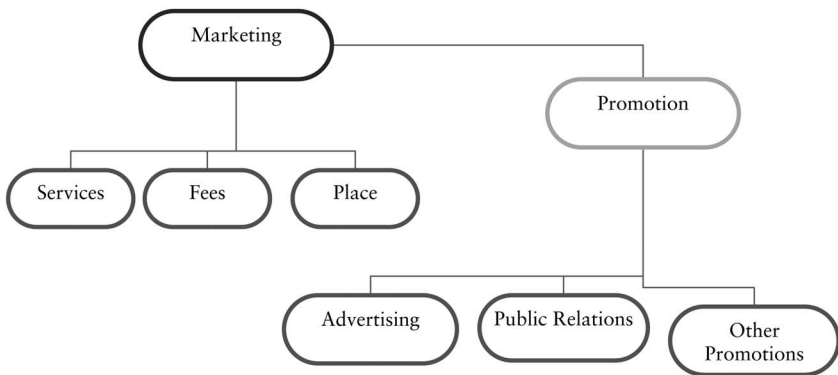 Marketing
Promotion
Services
Fees
Place
Advertising
Public Relations
Other
Promotions